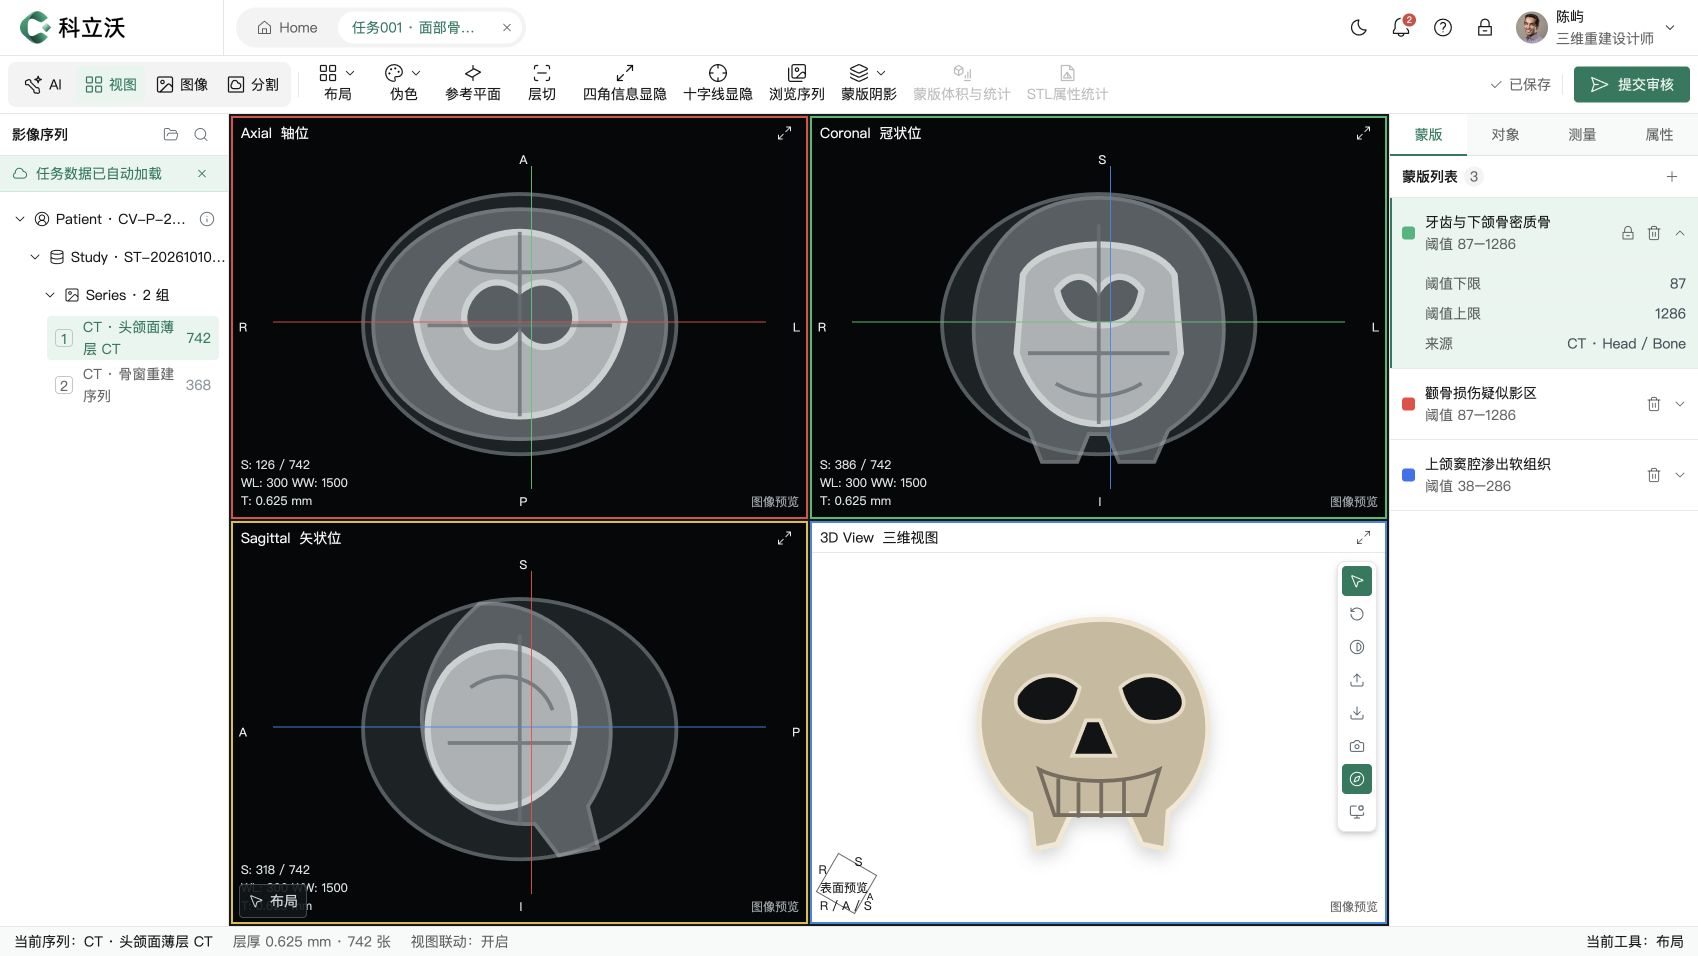 科立沃
Home
任务001 · 面部骨...
2
陈屿
三维重建设计师
AI
视图
图像
分割
布局
伪色
参考平面
层切
四角信息显隐
十字线显隐
浏览序列
蒙版阴影
蒙版体积与统计
STL属性统计
已保存
提交审核
影像序列
任务数据已自动加载
Patient · CV-P-2...
Study · ST-20261010...
Series · 2 组
1
CT · 头颌面薄
层 CT
742
2
CT · 骨窗重建
序列
368
Axial 轴位
A
R
L
S: 126 / 742
WL: 300 WW: 1500
T: 0.625 mm
P
图像预览
Coronal 冠状位
S
R
L
S: 386 / 742
WL: 300 WW: 1500
T: 0.625 mm
I
图像预览
Sagittal 矢状位
S
A
P
S: 318 / 742
WL: 300 WW: 1500
布局
I
图像预览
3D View 三维视图
R
S
表面预览
A
R / A / S
图像预览
蒙版
对象
测量
属性
蒙版列表 3
牙齿与下颌骨密质骨
阈值 87–1286
阈值下限 87
阈值上限 1286
来源 CT · Head / Bone
颧骨损伤疑似影区
阈值 87–1286
上颌窦腔渗出软组织
阈值 38–286
当前序列: CT · 头颌面薄层 CT
层厚 0.625 mm · 742 张
视图联动: 开启
当前工具: 布局